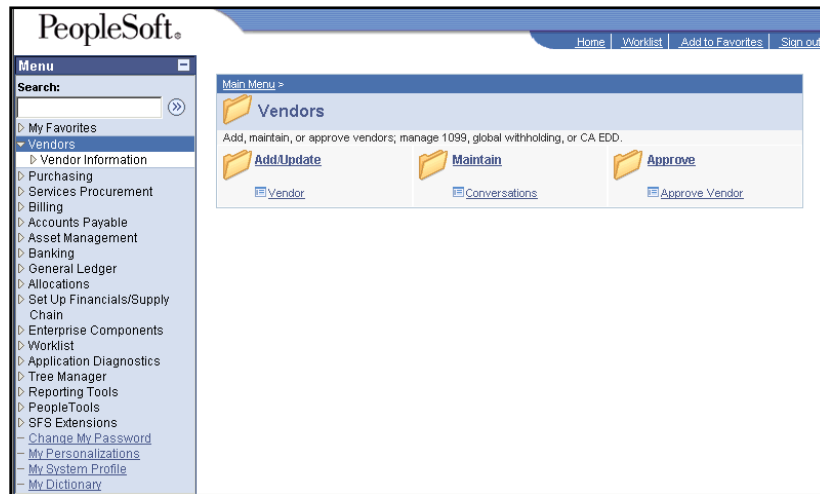 PeopleSoft.
Home | Worklist | Add to Favorites | Sign out
Menu
Search:
My Favorites
Vendors
Vendor Information
Purchasing
Services Procurement
Billing
Accounts Payable
Asset Management
Banking
General Ledger
Allocations
Set Up Financials/Supply
Chain
Enterprise Components
Worklist
Application Diagnostics
Tree Manager
Reporting Tools
PeopleTools
SFS Extensions
Change My Password
My Personalizations
My System Profile
My Dictionary
Main Menu >
Vendors
Add, maintain, or approve vendors; manage 1099, global withholding, or CA EDD.
Add/Update
Vendor
Maintain
Conversations
Approve
Approve Vendor